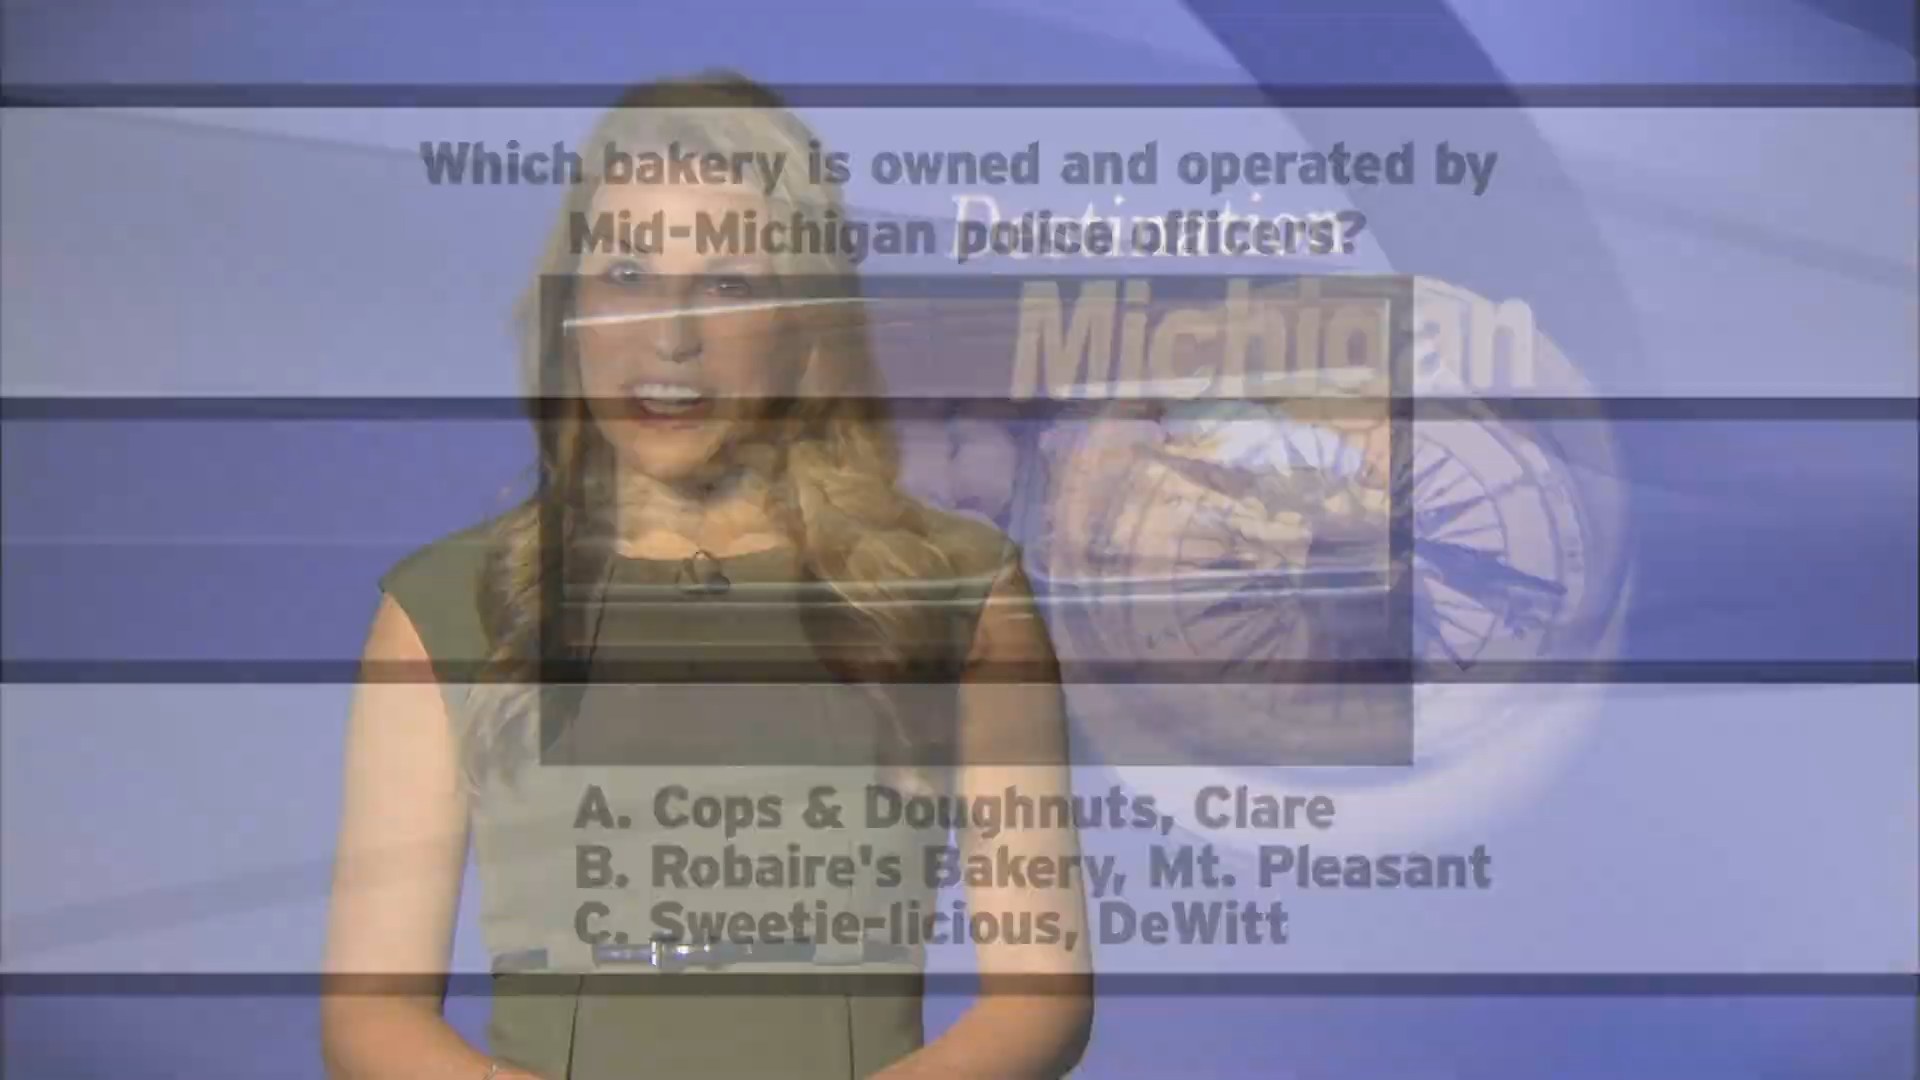 Which bakery is owned and operated by
Mid-Michigan police officers?
Destination
Michigan
A. Cops & Doughnuts, Clare
B. Robaire's Bakery, Mt. Pleasant
C. Sweetie-licious, DeWitt